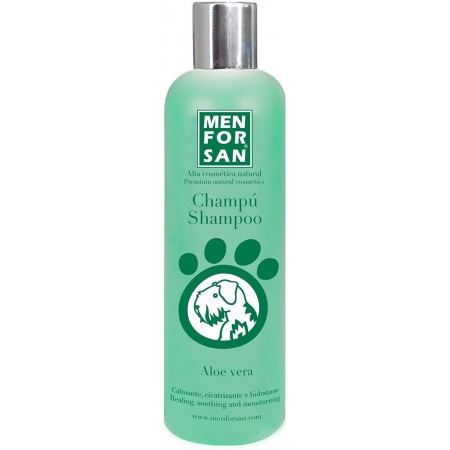 MEN
FOR
SAN®
Alta cosmética natural
Premium natural cosmetics
Champú
Shampoo
Aloe vera
Calmante, cicatrizante e hidratante
Healing, soothing and moisturizing
www.menforsan.com